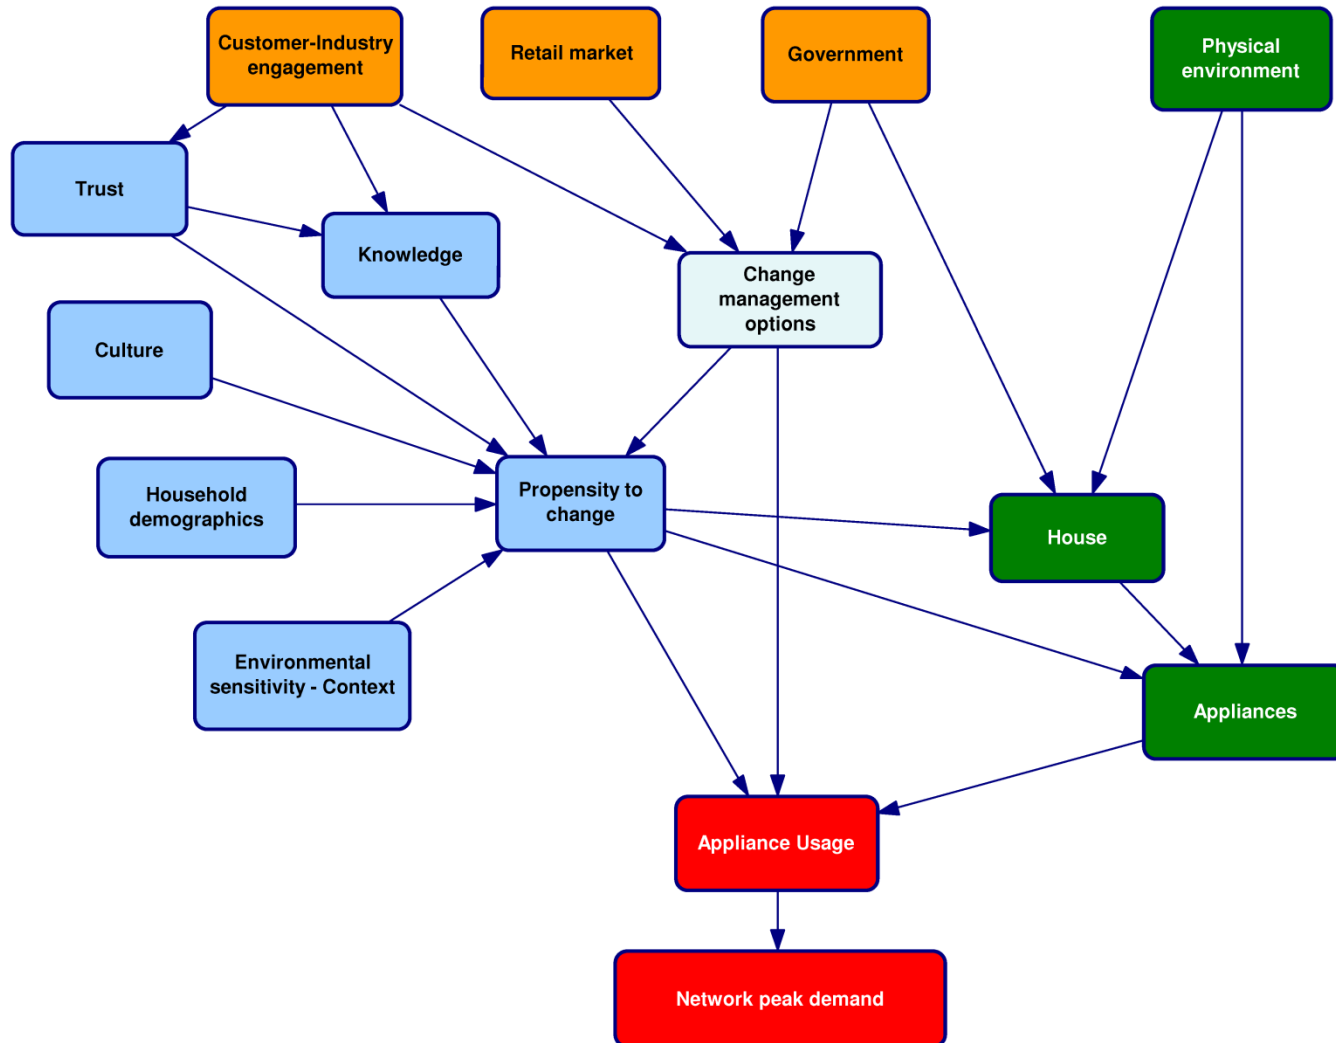 Customer-Industry
engagement
Retail market
Government
Physical
environment
Trust
Knowledge
Change
management
options
Culture
Household
demographics
Propensity to
change
House
Environmental
sensitivity - Context
Appliances
Appliance Usage
Network peak demand